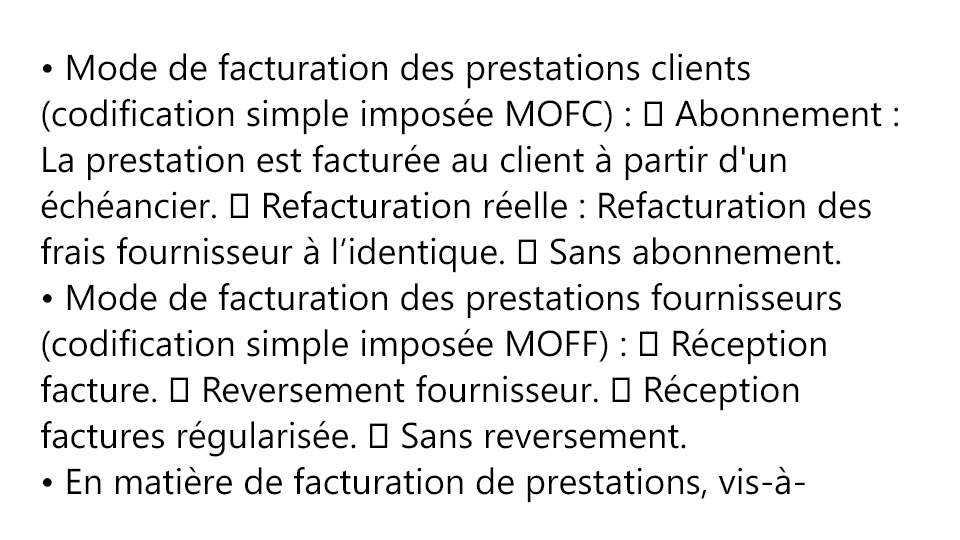 • Mode de facturation des prestations clients
(codification simple imposée MOFC) : ▯ Abonnement :
La prestation est facturée au client à partir d'un
échéancier. ▯ Refacturation réelle : Refacturation des
frais fournisseur à l’identique. ▯ Sans abonnement.
• Mode de facturation des prestations fournisseurs
(codification simple imposée MOFF) : ▯ Réception
facture. ▯ Reversement fournisseur. ▯ Réception
factures régularisée. ▯ Sans reversement.
• En matière de facturation de prestations, vis-à-